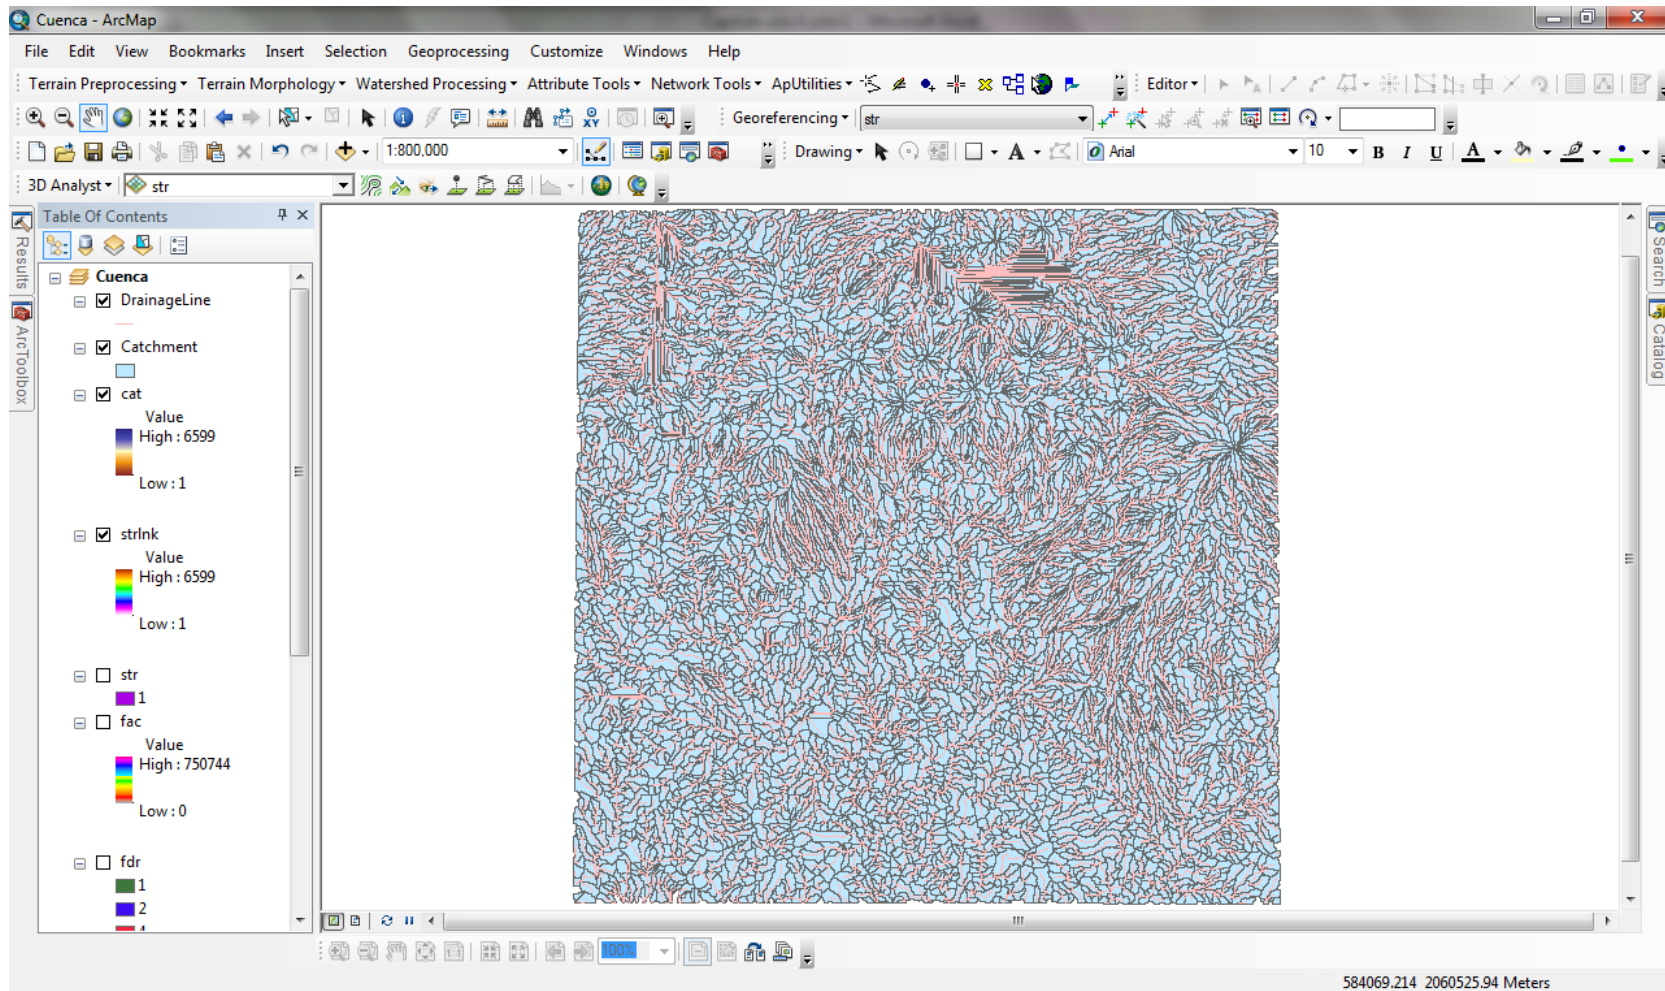 Cuenca - ArcMap
File Edit View Bookmarks Insert Selection Geoprocessing Customize Windows Help
Terrain Preprocessing Terrain Morphology Watershed Processing Attribute Tools Network Tools ApUtilities Editor
Georeferencing str
1:800,000 Drawing A Arial 10 B I U A
3D Analyst str
Table Of Contents
Results
ArcToolbox
Search
Catalog
Cuenca
DrainageLine
Catchment
cat
Value
High : 6599
Low : 1
strlnk
Value
High : 6599
Low : 1
str
1
fac
Value
High : 750744
Low : 0
fdr
1
2
100%
584069.214 2060525.94 Meters